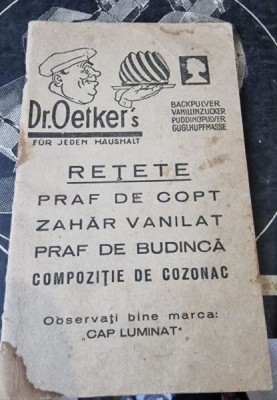 Dr.Oetker's
FÜR JEDEN HAUSHALT
BACKPULVER
VANILLINZUCKER
PUDDINGPULVER
GUGLHUPFMASSE
REȚETE
PRAF DE COPT
ZAHĂR VANILAT
PRAF DE BUDINCĂ
COMPOZIȚIE DE COZONAC
Observați bine marca:
„CAP LUMINAT"